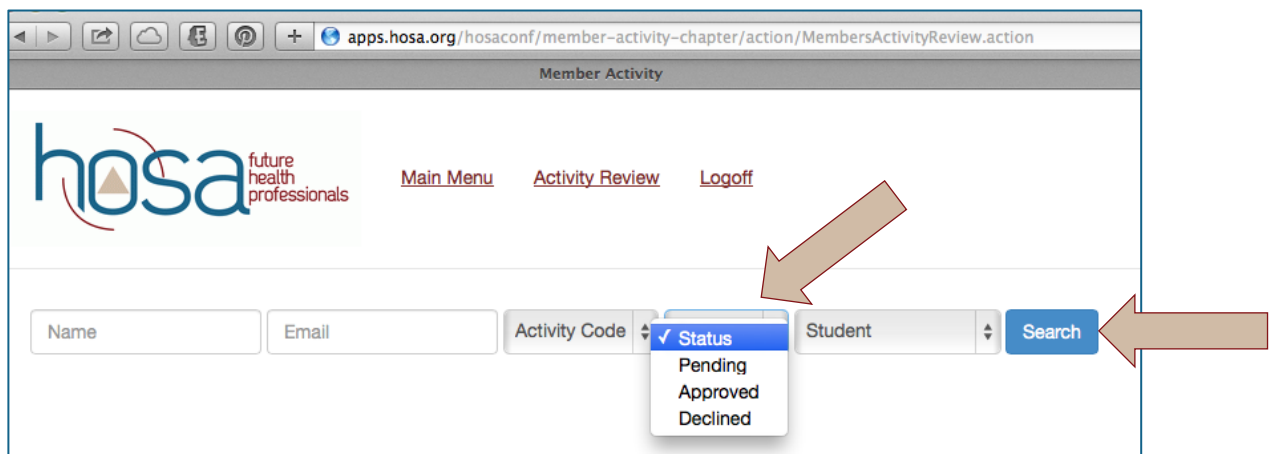 apps.hosa.org/hosaconf/member-activity-chapter/action/MembersActivityReview.action
Member Activity
hosa
future
health
professionals
Main Menu Activity Review Logoff
Name Email Activity Code Student Search
✓ Status
Pending
Approved
Declined